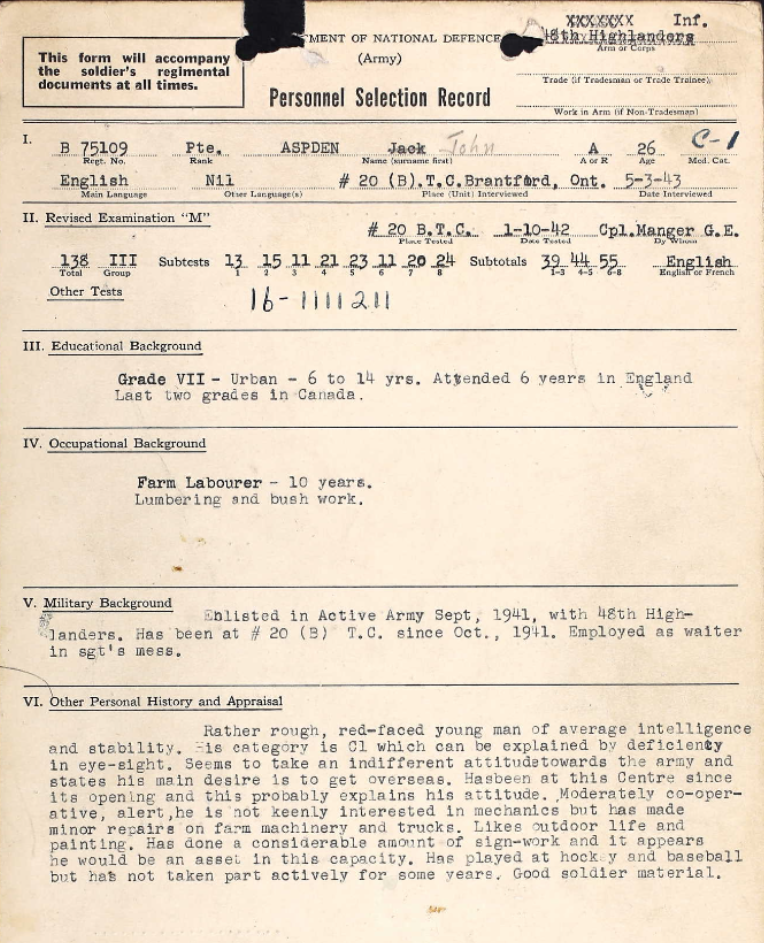 XXXXXXX Inf.
MENT OF NATIONAL DEFENCE 48th Highlanders
Arm or Corps
This form will accompany
the soldier's regimental
documents at all times.
(Army)
Trade (if Tradesman or Trade Trainee)
Personnel Selection Record
Work in Arm (if Non-Tradesman)
I. B 75109 Pte. ASPDEN Jack John A 26 C-1
Regt. No. Rank Name (surname first) A or R Age Med. Cat.
English Nil # 20 (B).T.C.Brantford, Ont. 5-3-43
Main Language Other Language(s) Place (Unit) Interviewed Date Interviewed
II. Revised Examination "M"
# 20 B.T.C. 1-10-42 Cpl.Manger G.E.
Place Tested Date Tested By Whom
138 III Subtests 13 15 11 21 23 11 20 24 Subtotals 39 44 55 English
Total Group 1 2 3 4 5 6 7 8 1-3 4-5 6-8 English or French
Other Tests 16-1111211
III. Educational Background
Grade VII - Urban - 6 to 14 yrs. Attended 6 years in England
Last two grades in Canada.
IV. Occupational Background
Farm Labourer - 10 years.
Lumbering and bush work.
V. Military Background Enlisted in Active Army Sept, 1941, with 48th High-
landers. Has been at # 20 (B) T.C. since Oct., 1941. Employed as waiter
in sgt's mess.
VI. Other Personal History and Appraisal
Rather rough, red-faced young man of average intelligence
and stability. His category is C1 which can be explained by deficiency
in eye-sight. Seems to take an indifferent attitudetowards the army and
states his main desire is to get overseas. Hasbeen at this Centre since
its opening and this probably explains his attitude. Moderately co-oper-
ative, alert,he is not keenly interested in mechanics but has made
minor repairs on farm machinery and trucks. Likes outdoor life and
painting. Has done a considerable amount of sign-work and it appears
he would be an asset in this capacity. Has played at hockey and baseball
but has not taken part actively for some years. Good soldier material.